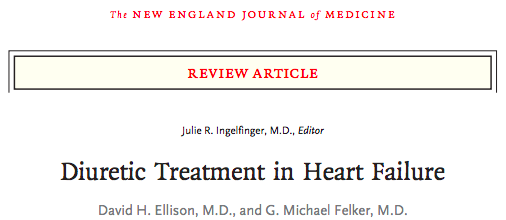 The NEW ENGLAND JOURNAL of MEDICINE
REVIEW ARTICLE
Julie R. Ingelfinger, M.D., Editor
Diuretic Treatment in Heart Failure
David H. Ellison, M.D., and G. Michael Felker, M.D.